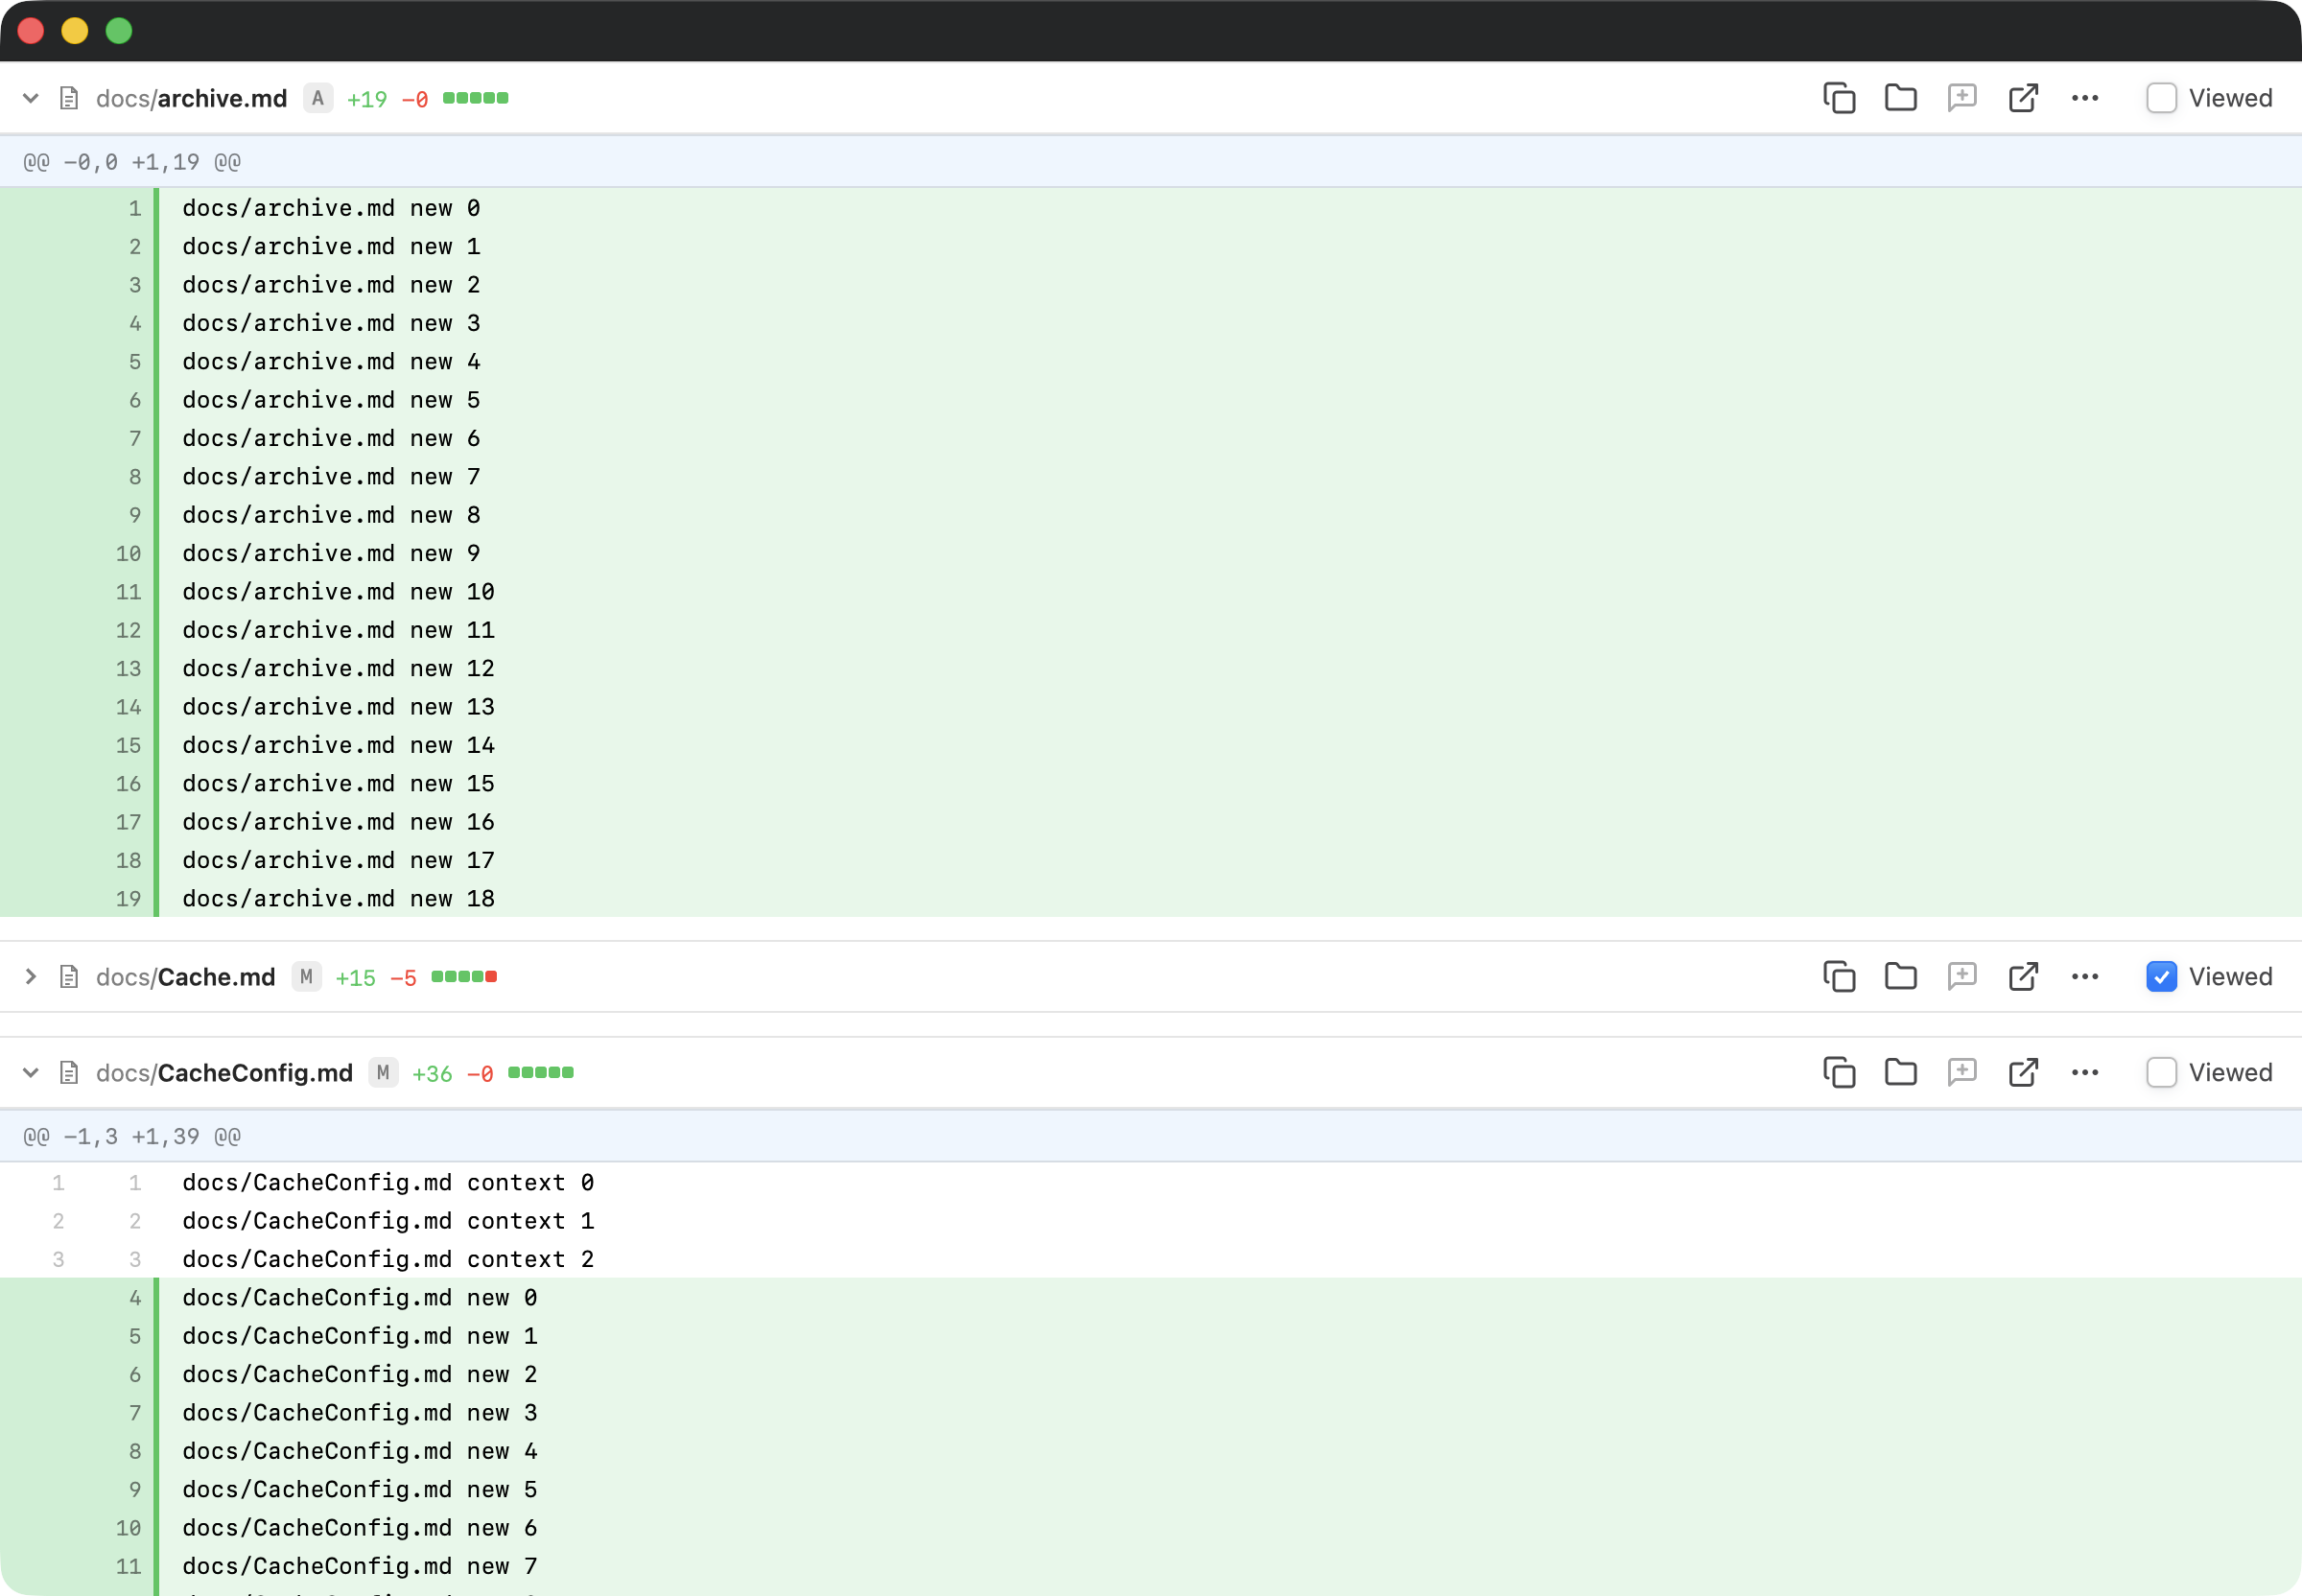 docs/archive.md A +19 −0 Viewed
@@ −0,0 +1,19 @@
1 docs/archive.md new 0
2 docs/archive.md new 1
3 docs/archive.md new 2
4 docs/archive.md new 3
5 docs/archive.md new 4
6 docs/archive.md new 5
7 docs/archive.md new 6
8 docs/archive.md new 7
9 docs/archive.md new 8
10 docs/archive.md new 9
11 docs/archive.md new 10
12 docs/archive.md new 11
13 docs/archive.md new 12
14 docs/archive.md new 13
15 docs/archive.md new 14
16 docs/archive.md new 15
17 docs/archive.md new 16
18 docs/archive.md new 17
19 docs/archive.md new 18
docs/Cache.md M +15 −5 Viewed
docs/CacheConfig.md M +36 −0 Viewed
@@ −1,3 +1,39 @@
1 1 docs/CacheConfig.md context 0
2 2 docs/CacheConfig.md context 1
3 3 docs/CacheConfig.md context 2
4 docs/CacheConfig.md new 0
5 docs/CacheConfig.md new 1
6 docs/CacheConfig.md new 2
7 docs/CacheConfig.md new 3
8 docs/CacheConfig.md new 4
9 docs/CacheConfig.md new 5
10 docs/CacheConfig.md new 6
11 docs/CacheConfig.md new 7